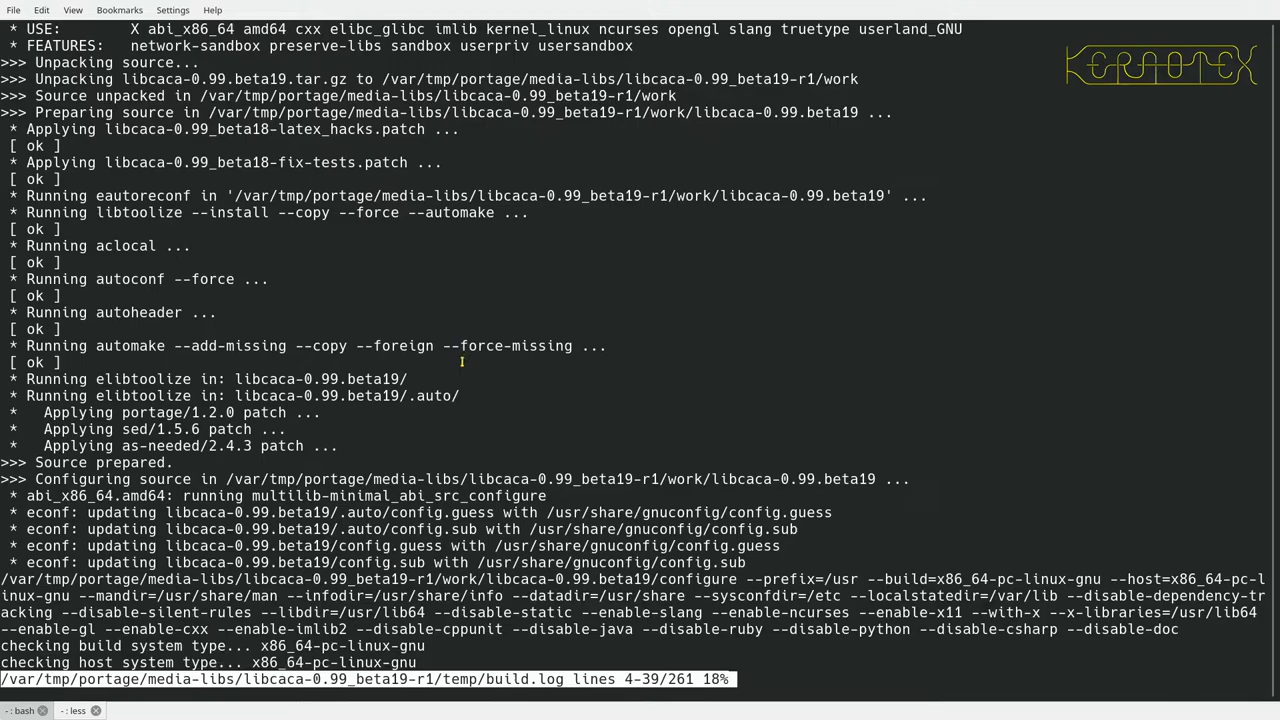 File Edit View Bookmarks Settings Help
 * USE:        X abi_x86_64 amd64 cxx elibc_glibc imlib kernel_linux ncurses opengl slang truetype userland_GNU
 * FEATURES:   network-sandbox preserve-libs sandbox userpriv usersandbox
KERNOTEX
>>> Unpacking source...
>>> Unpacking libcaca-0.99.beta19.tar.gz to /var/tmp/portage/media-libs/libcaca-0.99_beta19-r1/work
>>> Source unpacked in /var/tmp/portage/media-libs/libcaca-0.99_beta19-r1/work
>>> Preparing source in /var/tmp/portage/media-libs/libcaca-0.99_beta19-r1/work/libcaca-0.99.beta19 ...
 * Applying libcaca-0.99_beta18-latex_hacks.patch ...
[ ok ]
 * Applying libcaca-0.99_beta18-fix-tests.patch ...
[ ok ]
 * Running eautoreconf in '/var/tmp/portage/media-libs/libcaca-0.99_beta19-r1/work/libcaca-0.99.beta19' ...
 * Running libtoolize --install --copy --force --automake ...
[ ok ]
 * Running aclocal ...
[ ok ]
 * Running autoconf --force ...
[ ok ]
 * Running autoheader ...
[ ok ]
 * Running automake --add-missing --copy --foreign --force-missing ...
[ ok ]
 * Running elibtoolize in: libcaca-0.99.beta19/
 * Running elibtoolize in: libcaca-0.99.beta19/.auto/
 *   Applying portage/1.2.0 patch ...
 *   Applying sed/1.5.6 patch ...
 *   Applying as-needed/2.4.3 patch ...
>>> Source prepared.
>>> Configuring source in /var/tmp/portage/media-libs/libcaca-0.99_beta19-r1/work/libcaca-0.99.beta19 ...
 * abi_x86_64.amd64: running multilib-minimal_abi_src_configure
 * econf: updating libcaca-0.99.beta19/.auto/config.guess with /usr/share/gnuconfig/config.guess
 * econf: updating libcaca-0.99.beta19/.auto/config.sub with /usr/share/gnuconfig/config.sub
 * econf: updating libcaca-0.99.beta19/config.guess with /usr/share/gnuconfig/config.guess
 * econf: updating libcaca-0.99.beta19/config.sub with /usr/share/gnuconfig/config.sub
/var/tmp/portage/media-libs/libcaca-0.99_beta19-r1/work/libcaca-0.99.beta19/configure --prefix=/usr --build=x86_64-pc-linux-gnu --host=x86_64-pc-l
inux-gnu --mandir=/usr/share/man --infodir=/usr/share/info --datadir=/usr/share --sysconfdir=/etc --localstatedir=/var/lib --disable-dependency-tr
acking --disable-silent-rules --libdir=/usr/lib64 --disable-static --enable-slang --enable-ncurses --enable-x11 --with-x --x-libraries=/usr/lib64
--enable-gl --enable-cxx --enable-imlib2 --disable-cppunit --disable-java --disable-ruby --disable-python --disable-csharp --disable-doc
checking build system type... x86_64-pc-linux-gnu
checking host system type... x86_64-pc-linux-gnu
/var/tmp/portage/media-libs/libcaca-0.99_beta19-r1/temp/build.log lines 4-39/261 18%
- : bash - : less